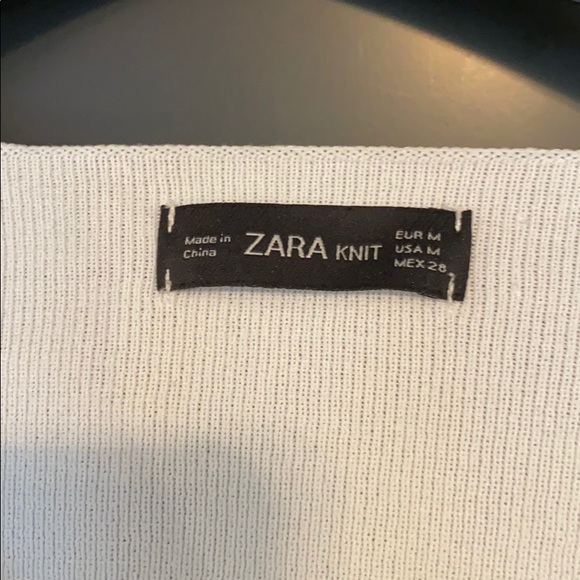 Made in
China
ZARA KNIT
EUR M
USA M
MEX 28